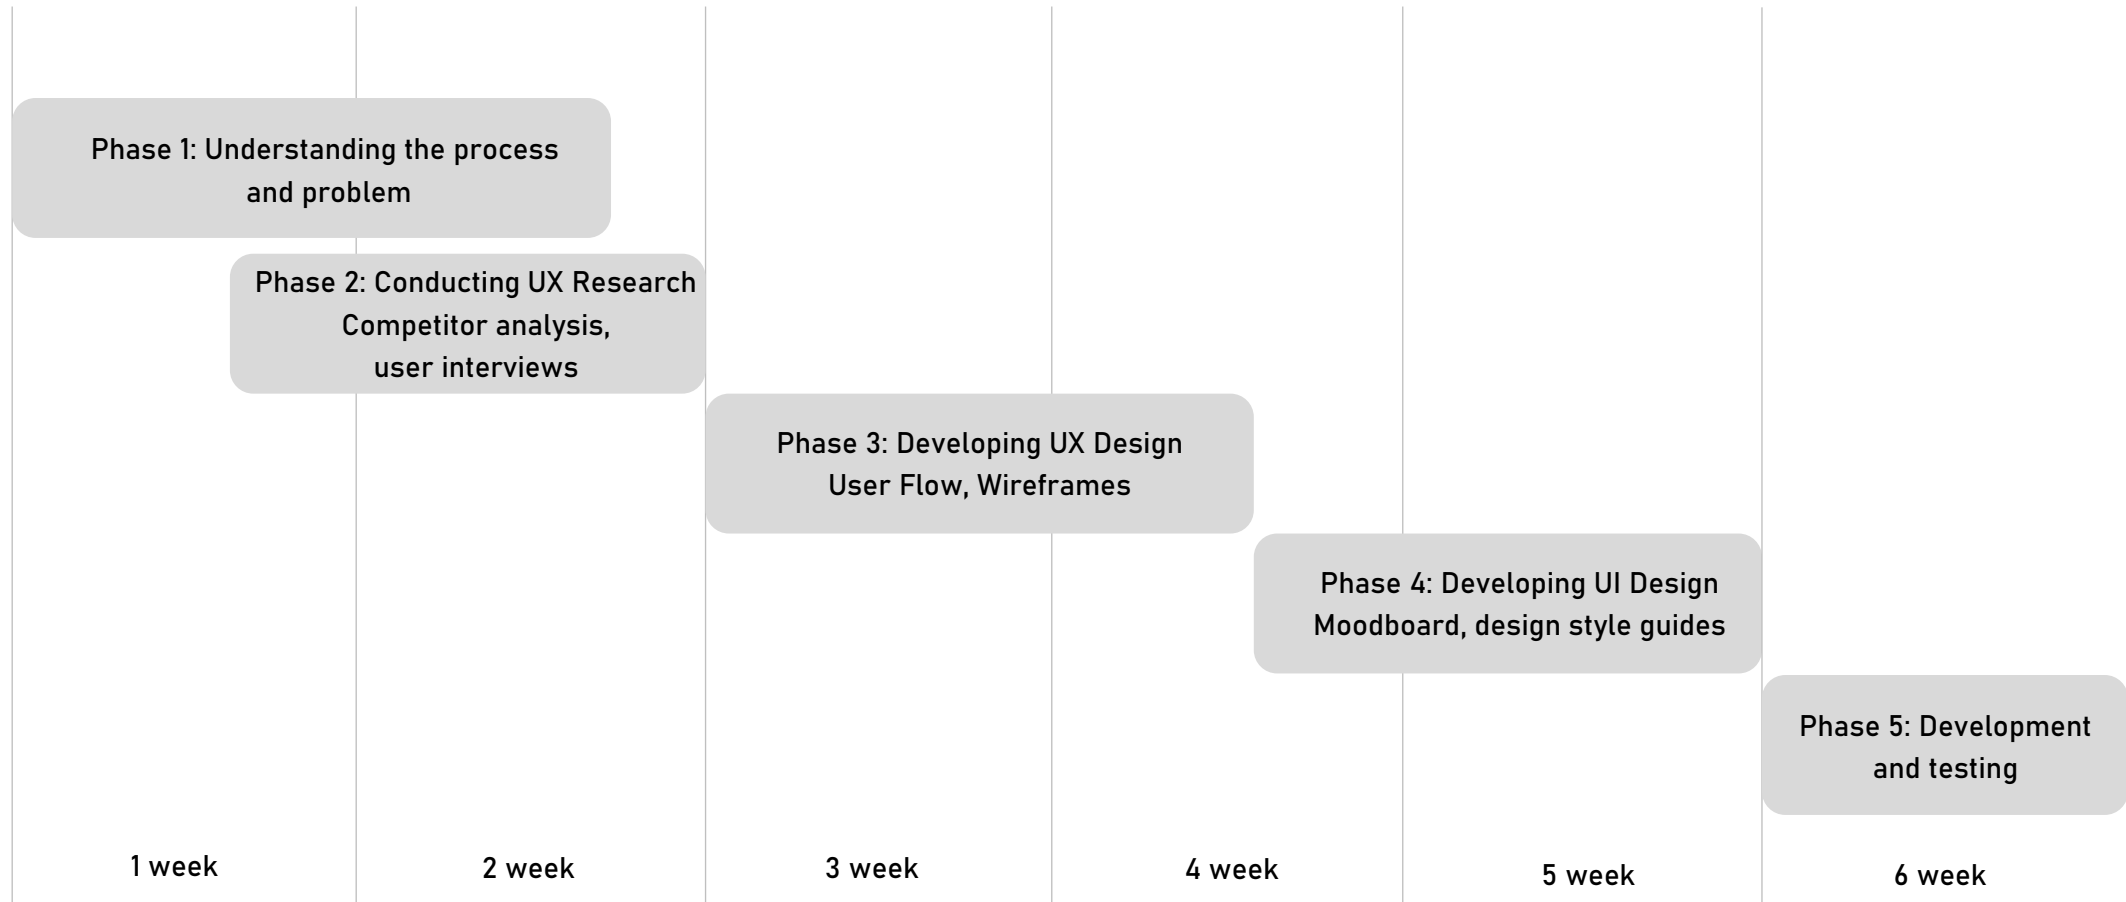 Phase 1: Understanding the process
and problem
Phase 2: Conducting UX Research
Competitor analysis,
user interviews
Phase 3: Developing UX Design
User Flow, Wireframes
Phase 4: Developing UI Design
Moodboard, design style guides
Phase 5: Development
and testing
1 week
2 week
3 week
4 week
5 week
6 week